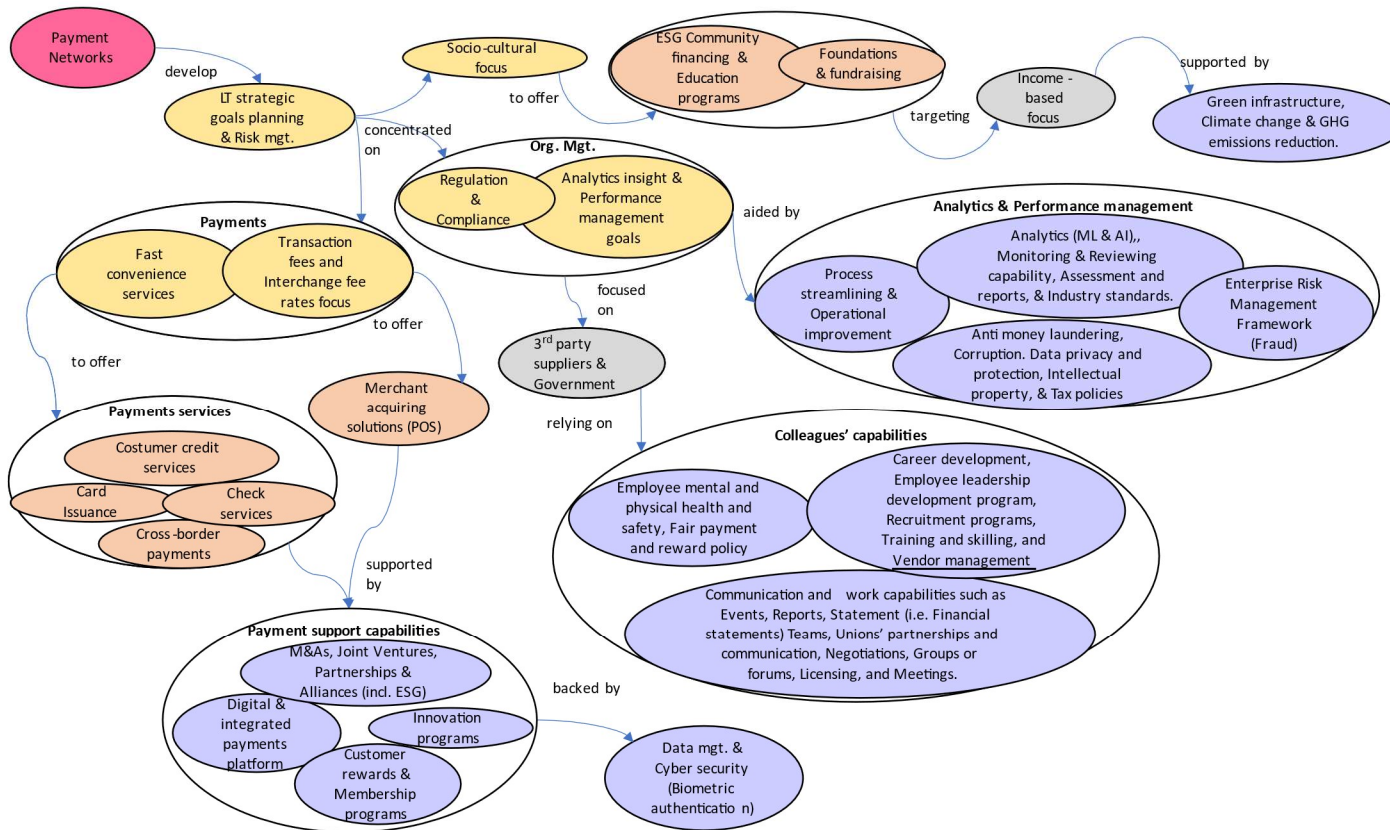 Payment
Networks
develop
LT strategic
goals planning
& Risk mgt.
Socio-cultural
focus
to offer
ESG Community
financing & 
Education
programs
Foundations
& fundraising
targeting
Income -
based
focus
supported by
Green infrastructure,
Climate change & GHG
emissions reduction.
concentrated
on
Org. Mgt.
Regulation
&
Compliance
Analytics insight &
Performance
management
goals
aided by
Analytics & Performance management
Analytics (ML & AI),,
Monitoring & Reviewing
capability, Assessment and
reports, & Industry standards.
Process
streamlining &
Operational
improvement
Enterprise Risk
Management
Framework
(Fraud)
Anti money laundering,
Corruption. Data privacy and
protection, Intellectual
property, & Tax policies
Payments
Fast
convenience
services
Transaction
fees and
Interchange fee
rates focus
to offer
focused
on
3rd party
suppliers &
Government
to offer
Merchant
acquiring
solutions (POS)
relying on
Payments services
Costumer credit
services
Card
Issuance
Check
services
Cross-border
payments
Colleagues’ capabilities
Employee mental and
physical health and
safety, Fair payment
and reward policy
Career development,
Employee leadership
development program,
Recruitment programs,
Training and skilling, and
Vendor management
Communication and work capabilities such as
Events, Reports, Statement (i.e. Financial
statements) Teams, Unions’ partnerships and
communication, Negotiations, Groups or
forums, Licensing, and Meetings.
supported
by
Payment support capabilities
M&As, Joint Ventures,
Partnerships &
Alliances (incl. ESG)
Digital &
integrated
payments
platform
Innovation
programs
Customer
rewards &
Membership
programs
backed by
Data mgt. &
Cyber security
(Biometric
authenticatio n)